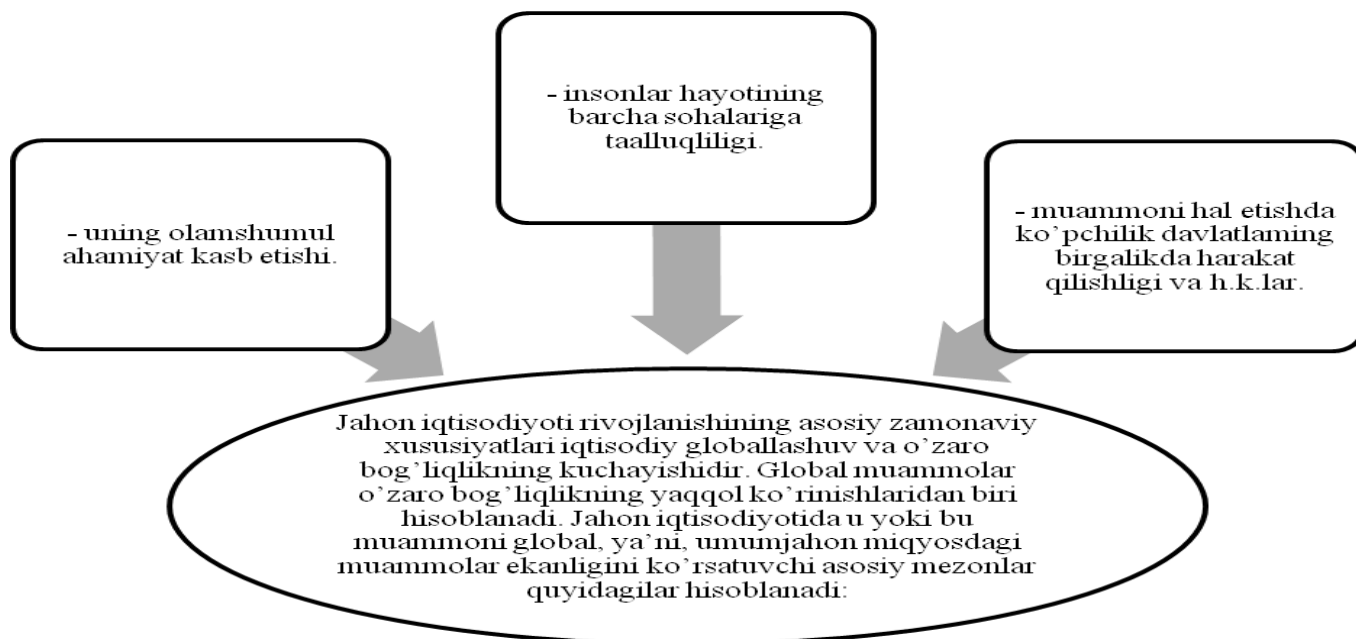 - uning olamshumul
ahamiyat kasb etishi.
- insonlar hayotining
barcha sohalariga
taalluqliligi.
- muammoni hal etishda
ko’pchilik davlatlaming
birgalikda harakat
qilishligi va h.k.lar.
Jahon iqtisodiyoti rivojlanishining asosiy zamonaviy
xususiyatlari iqtisodiy globallashuv va o’zaro
bog’liqlikning kuchayishidir. Global muammolar
o’zaro bog’liqlikning yaqqol ko’rinishlaridan biri
hisoblanadi. Jahon iqtisodiyotida u yoki bu
muammoni global, ya’ni, umumjahon miqyosdagi
muammolar ekanligini ko’rsatuvchi asosiy mezonlar
quyidagilar hisoblanadi: